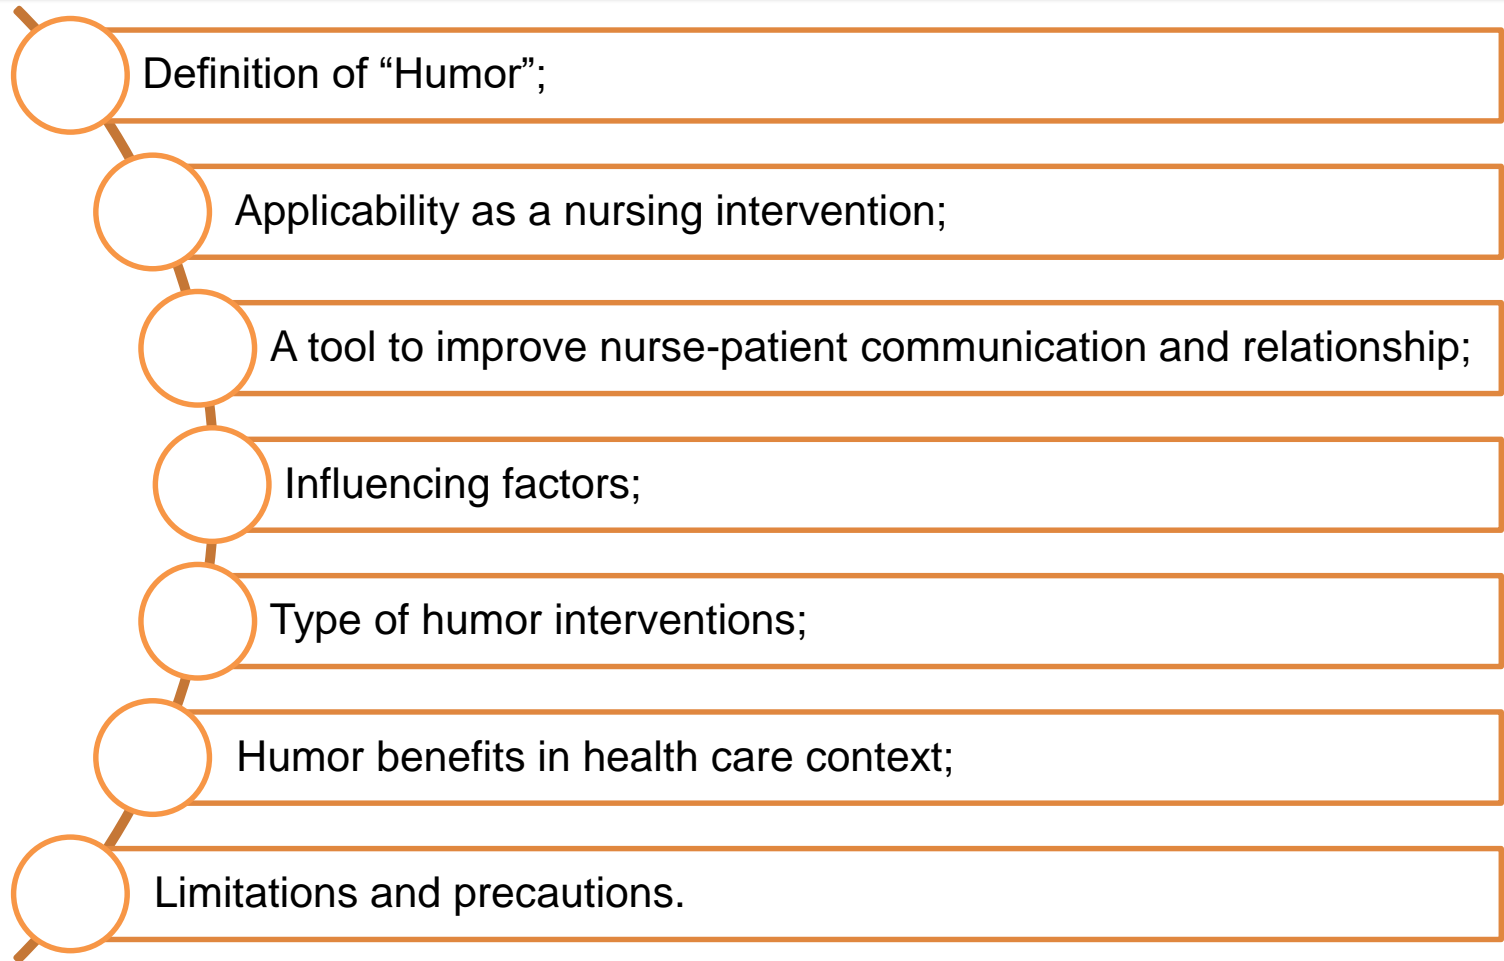 Definition of “Humor”;
Applicability as a nursing intervention;
A tool to improve nurse-patient communication and relationship;
Influencing factors;
Type of humor interventions;
Humor benefits in health care context;
Limitations and precautions.